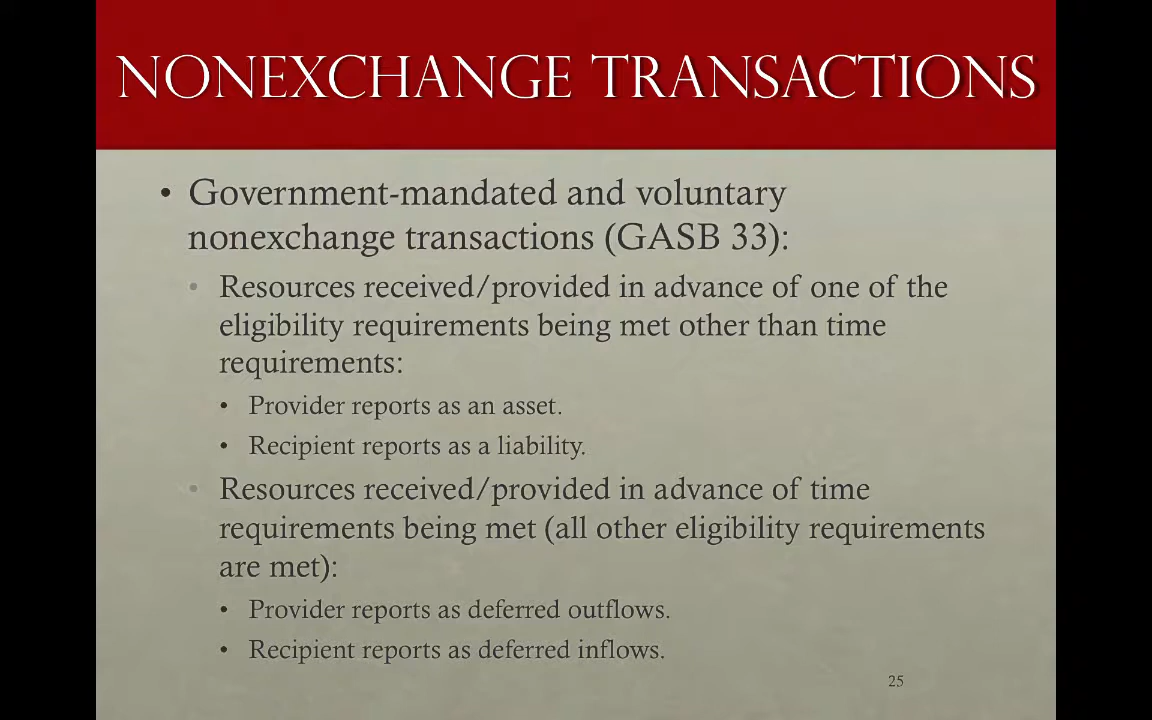 NONEXCHANGE TRANSACTIONS
• Government-mandated and voluntary
nonexchange transactions (GASB 33):
• Resources received/provided in advance of one of the
eligibility requirements being met other than time
requirements:
• Provider reports as an asset.
• Recipient reports as a liability.
• Resources received/provided in advance of time
requirements being met (all other eligibility requirements
are met):
• Provider reports as deferred outflows.
• Recipient reports as deferred inflows.
25